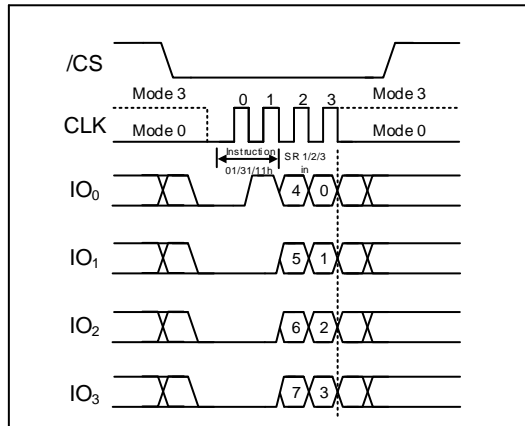 /CS
Mode 3
0 1 2 3
Mode 3
CLK
Mode 0
Mode 0
Instruction
SR 1/2/3
01/31/11h
in
IO0
4 0
IO1
5 1
IO2
6 2
IO3
7 3